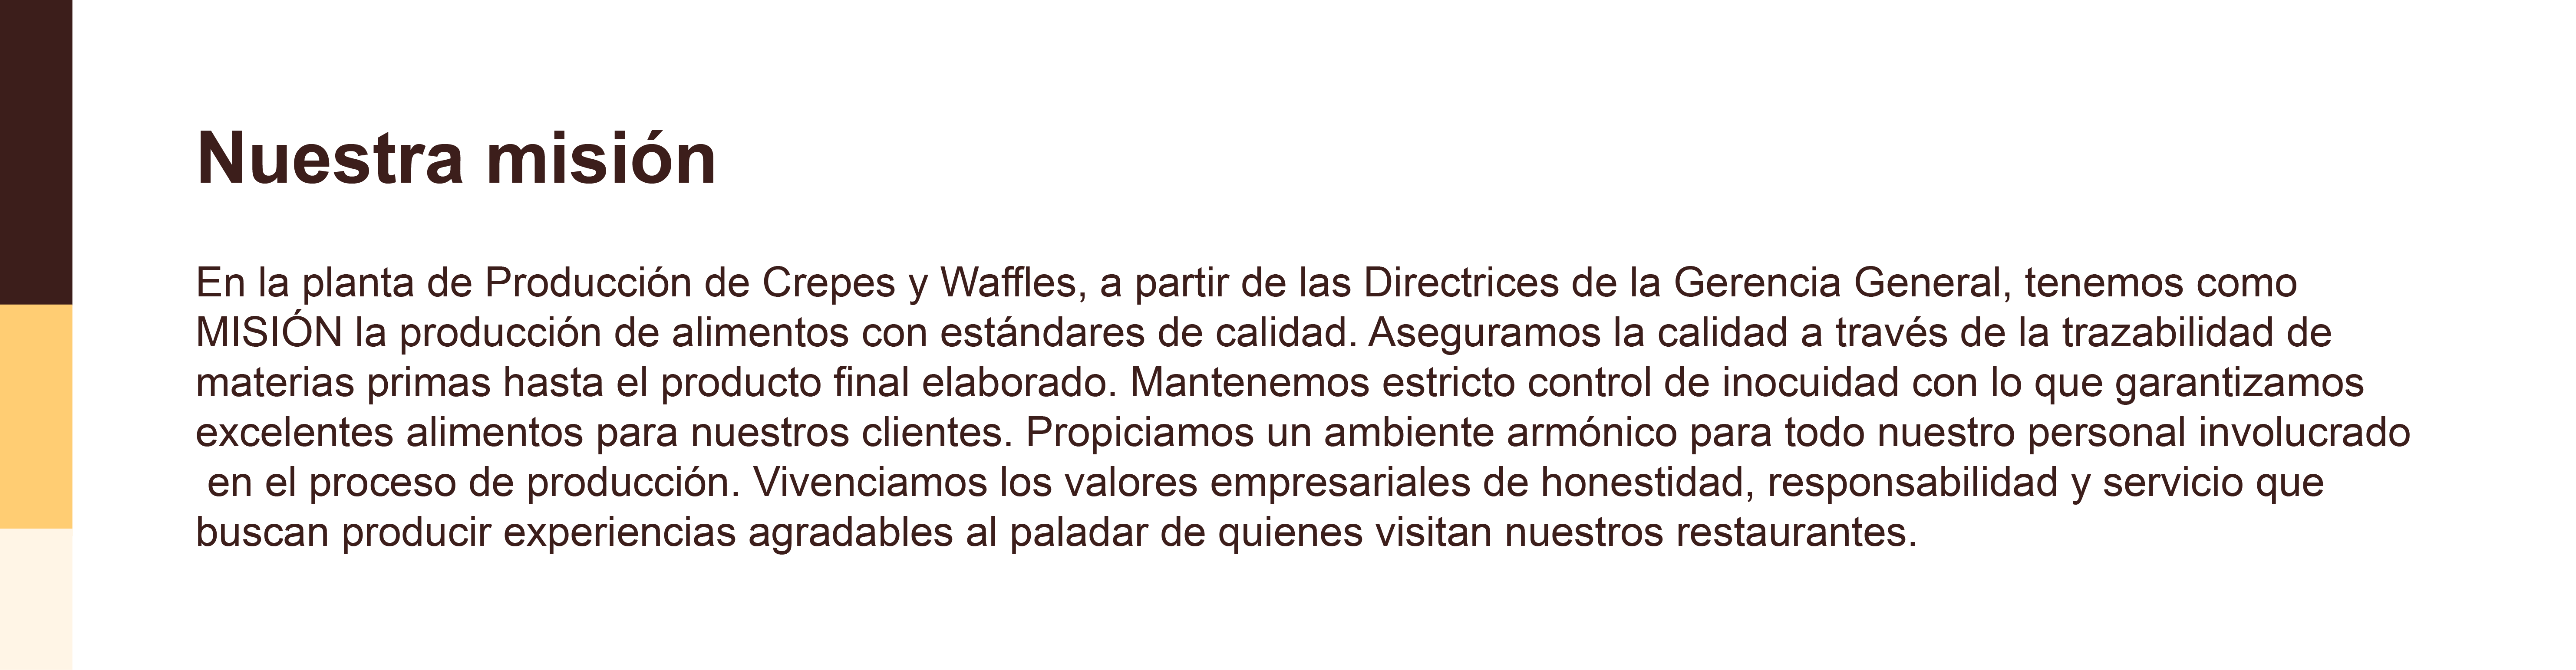 Nuestra misión
En la planta de Producción de Crepes y Waffles, a partir de las Directrices de la Gerencia General, tenemos como
MISIÓN la producción de alimentos con estándares de calidad. Aseguramos la calidad a través de la trazabilidad de
materias primas hasta el producto final elaborado. Mantenemos estricto control de inocuidad con lo que garantizamos
excelentes alimentos para nuestros clientes. Propiciamos un ambiente armónico para todo nuestro personal involucrado
en el proceso de producción. Vivenciamos los valores empresariales de honestidad, responsabilidad y servicio que
buscan producir experiencias agradables al paladar de quienes visitan nuestros restaurantes.